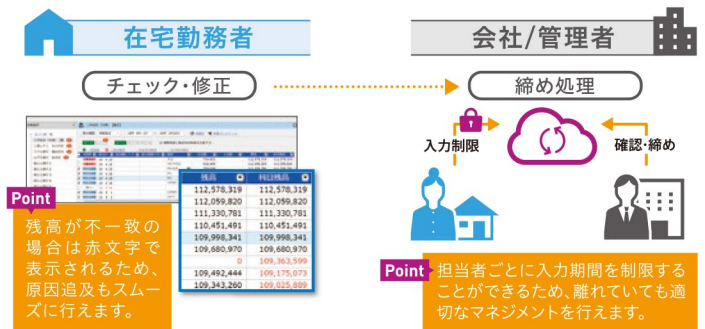 在宅勤務者
会社/管理者
チェック・修正
締め処理
入力制限
確認・締め
残高 科目残高
112,578,319 112,578,319
112,059,820 112,059,820
111,330,781 111,330,781
110,451,491 110,451,491
109,998,341 109,998,341
109,680,970 109,680,970
0 109,363,599
109,492,444 109,175,073
109,343,260 109,025,889
Point
残高が不一致の
場合は赤文字で
表示されるため、
原因追及もスムー
ズに行えます。
Point
担当者ごとに入力期間を制限する
ことができるため、離れていても適
切なマネジメントを行えます。